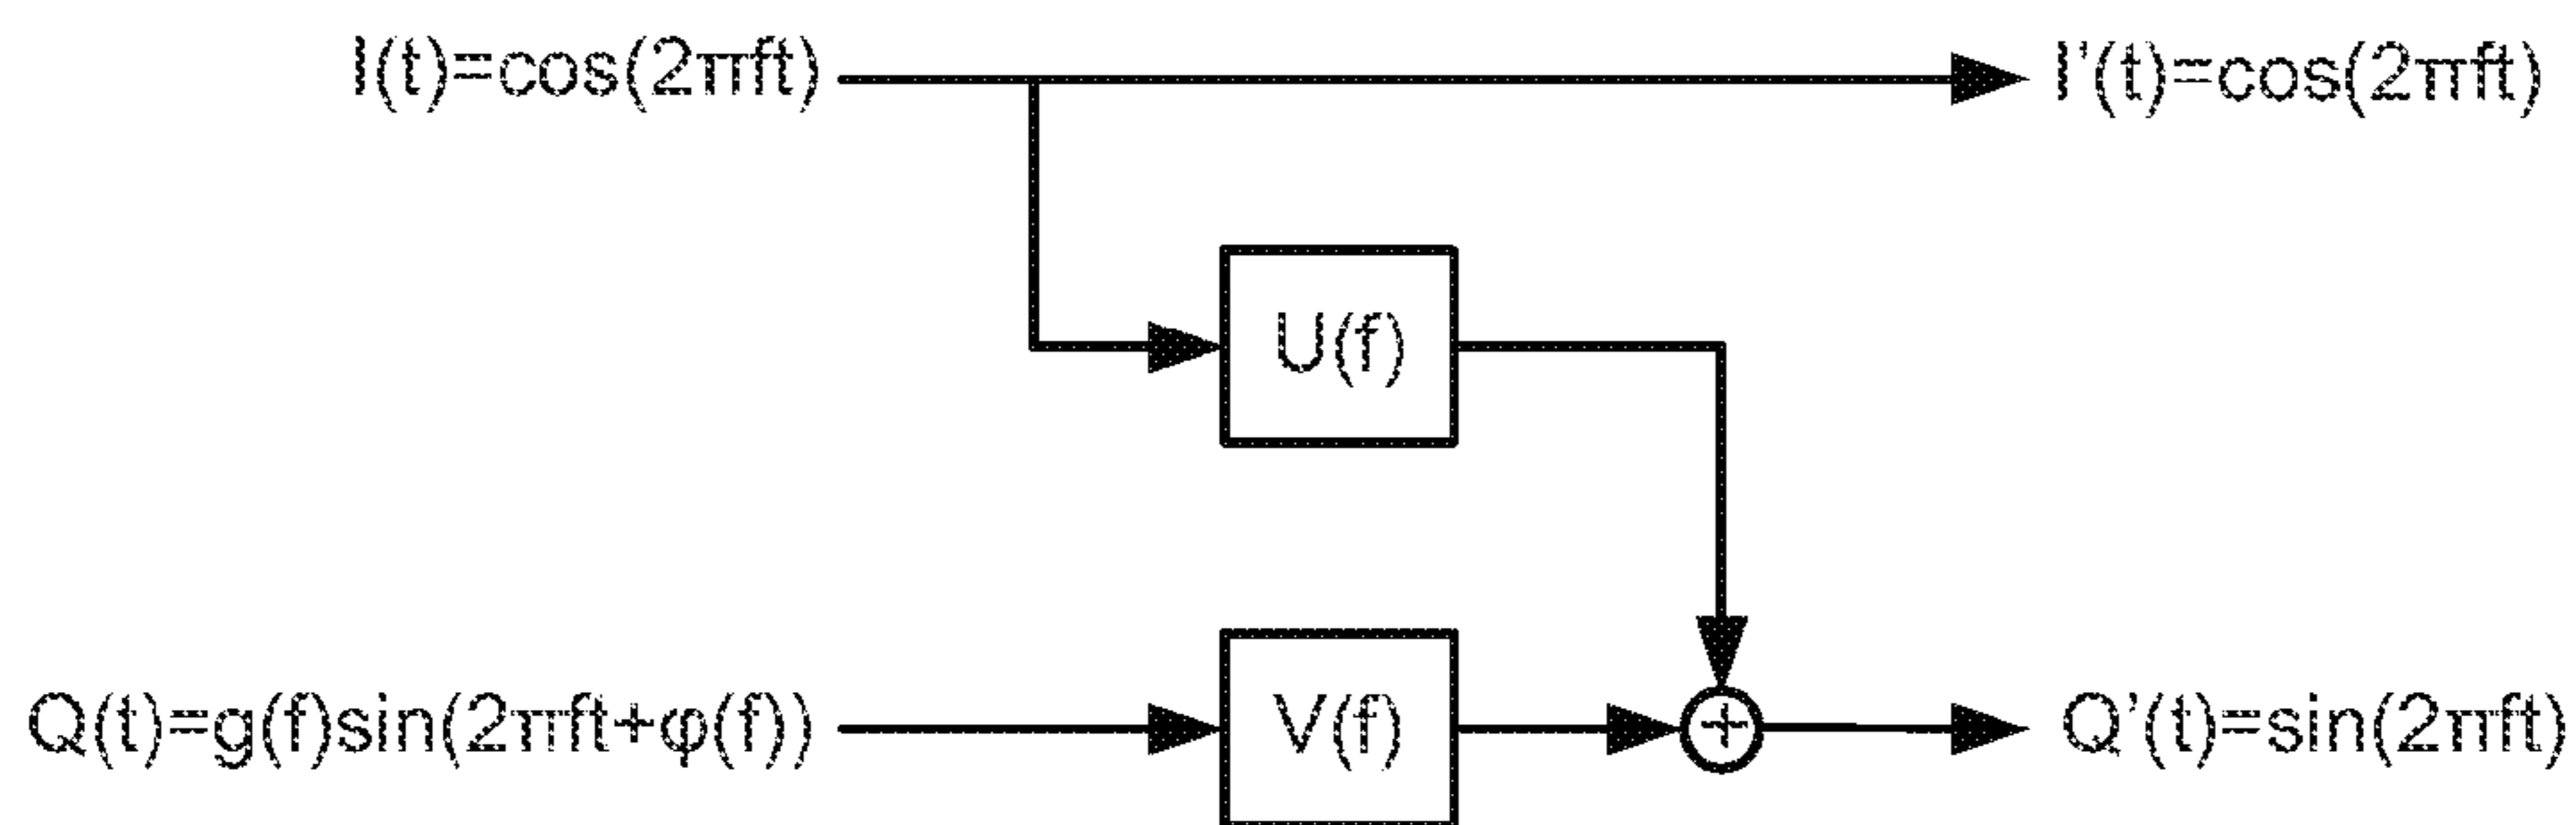 I(t)=cos(2πft) I’(t)=cos(2πft)
U(f)
Q(t)=g(f)sin(2πft+φ(f)) V(f) + Q’(t)=sin(2πft)